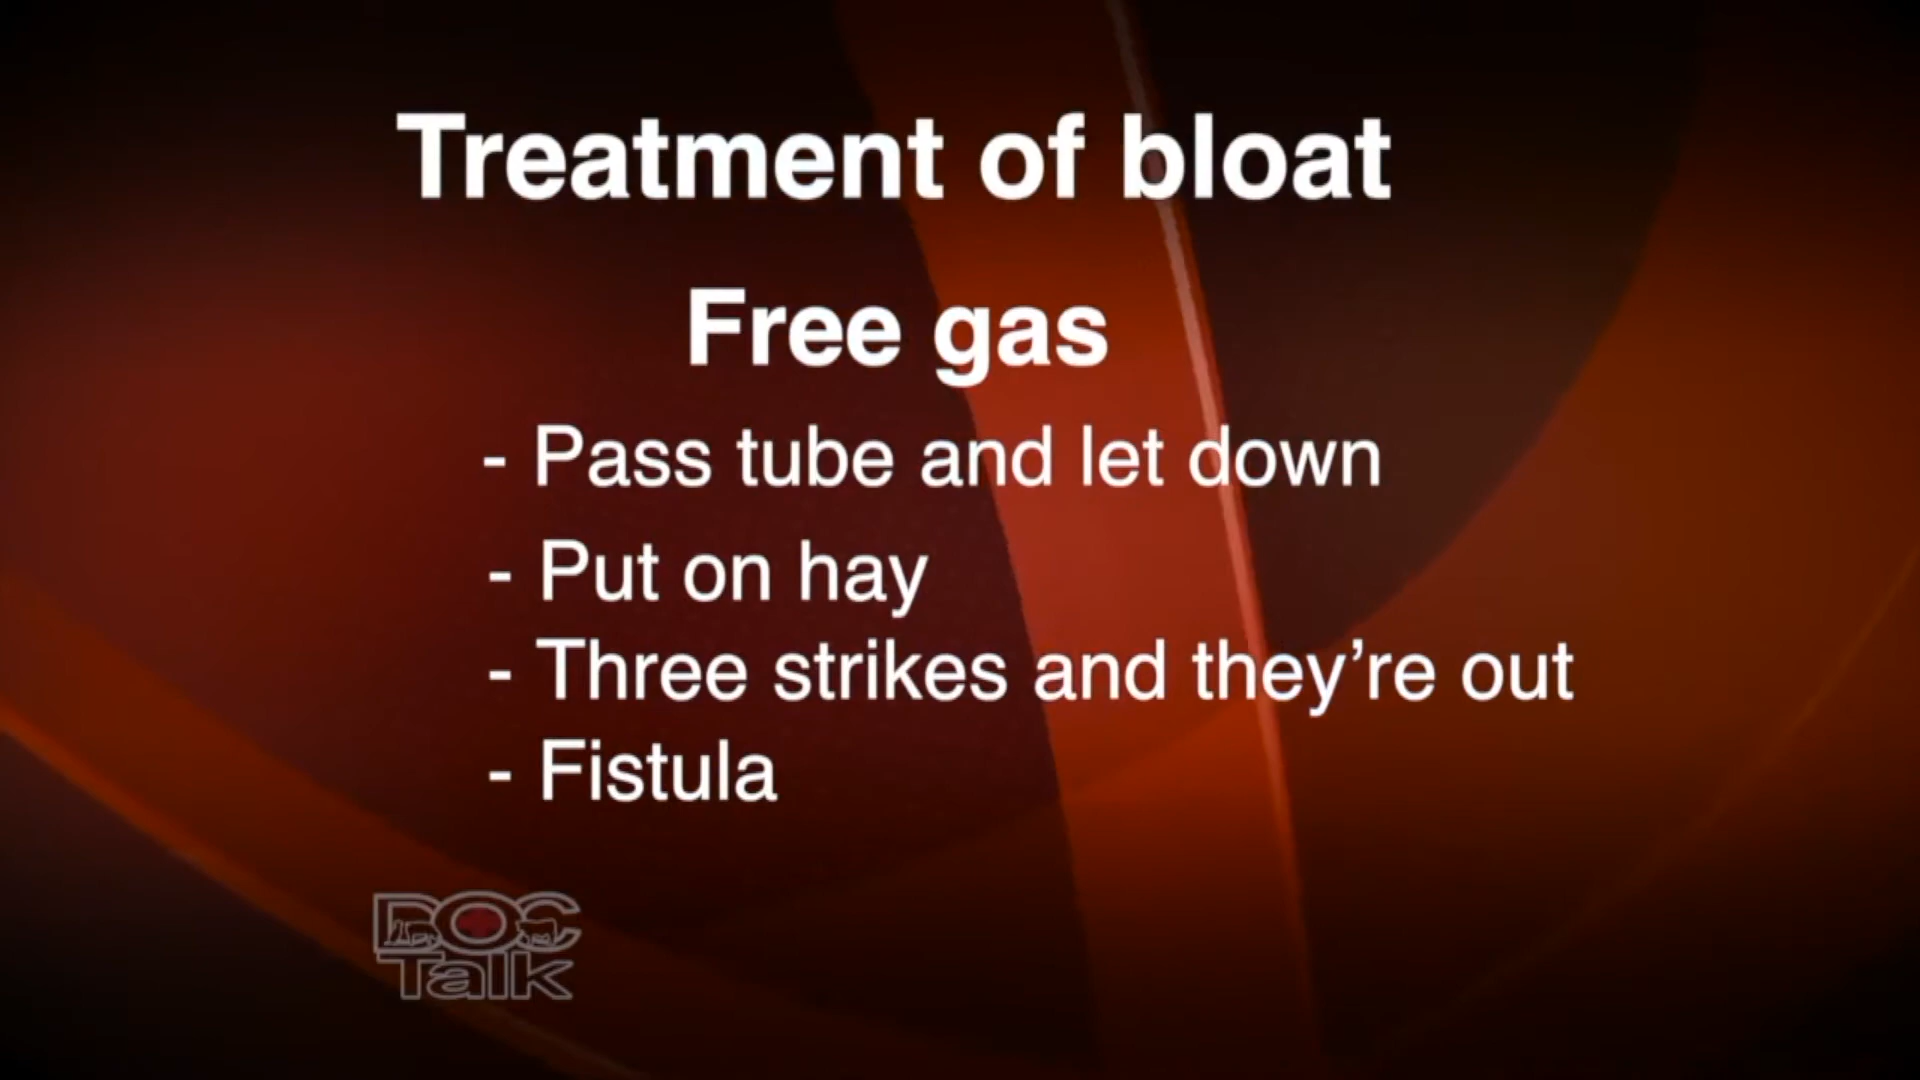 Treatment of bloat
Free gas
- Pass tube and let down
- Put on hay
- Three strikes and they’re out
- Fistula
DOC
Talk